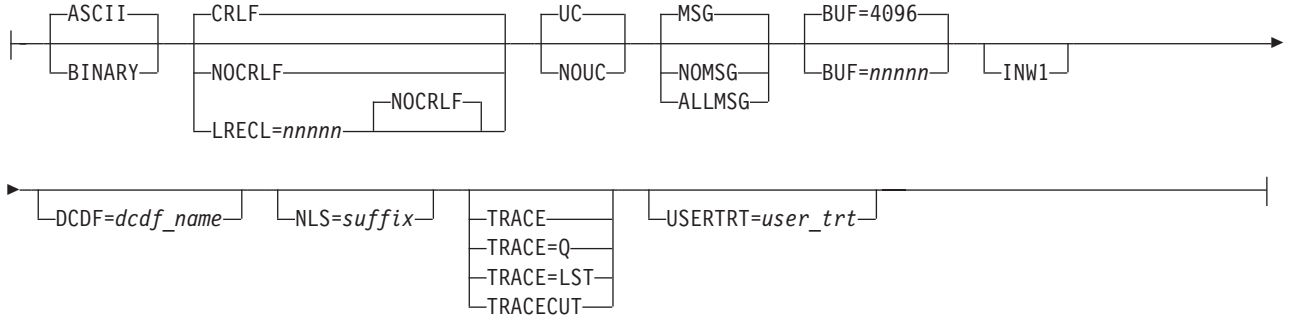 ASCII CRLF UC MSG BUF=4096
BINARY NOCRLF NOUC NOMSG BUF=nnnnn INW1
NOCRLF ALLMSG
LRECL=nnnnn
DCDF=dcdf_name NLS=suffix TRACE USERTRT=user_trt
TRACE=Q
TRACE=LST
TRACECUT